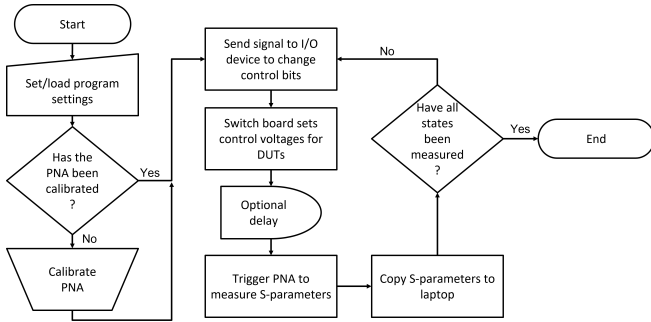 Start
Set/load program
settings
Has the
PNA been
calibrated
?
Yes
No
Calibrate
PNA
Send signal to I/O
device to change
control bits
Switch board sets
control voltages for
DUTs
Optional
delay
Trigger PNA to
measure S-parameters
Copy S-parameters to
laptop
Have all
states
been
measured
?
No
Yes
End